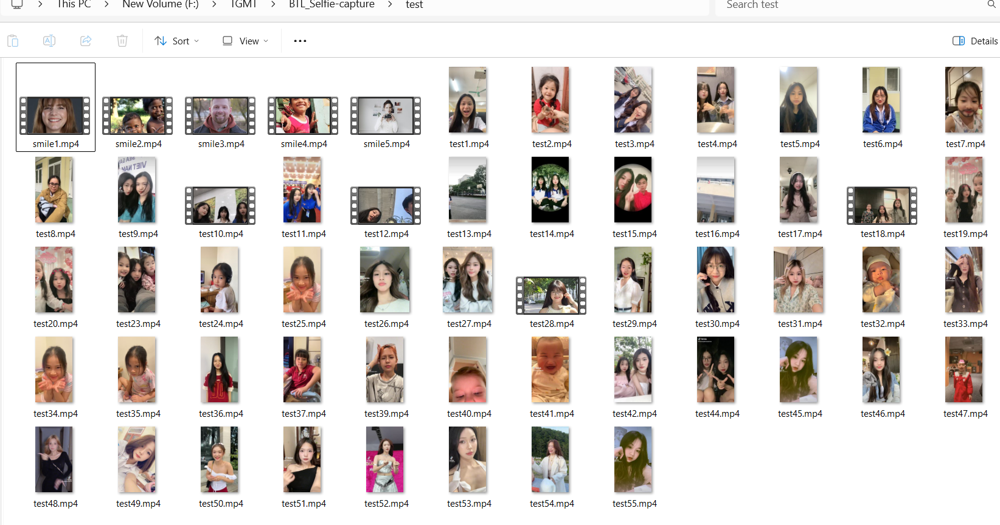 This PC > New Volume (F:) > TGMT > BTL_Selfie-capture > test
Search test
Sort View Details
smile1.mp4 smile2.mp4 smile3.mp4 smile4.mp4 smile5.mp4 test1.mp4 test2.mp4 test3.mp4 test4.mp4 test5.mp4 test6.mp4 test7.mp4
VIET NAM
test8.mp4 test9.mp4 test10.mp4 test11.mp4 test12.mp4 test13.mp4 test14.mp4 test15.mp4 test16.mp4 test17.mp4 test18.mp4 test19.mp4
test20.mp4 test23.mp4 test24.mp4 test25.mp4 test26.mp4 test27.mp4 test28.mp4 test29.mp4 test30.mp4 test31.mp4 test32.mp4 test33.mp4
test34.mp4 test35.mp4 test36.mp4 test37.mp4 test39.mp4 test40.mp4 test41.mp4 test42.mp4 test44.mp4 test45.mp4 test46.mp4 test47.mp4
test48.mp4 test49.mp4 test50.mp4 test51.mp4 test52.mp4 test53.mp4 test54.mp4 test55.mp4